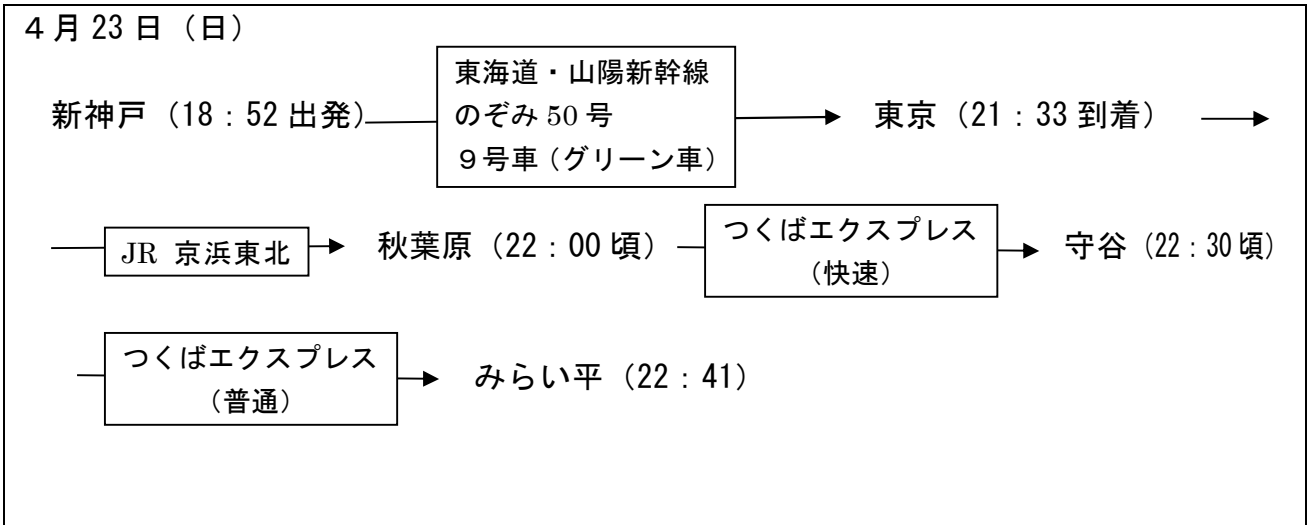 ４月23日（日）
東海道・山陽新幹線
のぞみ50号
９号車（グリーン車）
新神戸（18：52出発）
東京（21：33到着）
JR 京浜東北
秋葉原（22：00頃）
つくばエクスプレス
（快速）
守谷（22：30頃）
つくばエクスプレス
（普通）
みらい平（22：41）